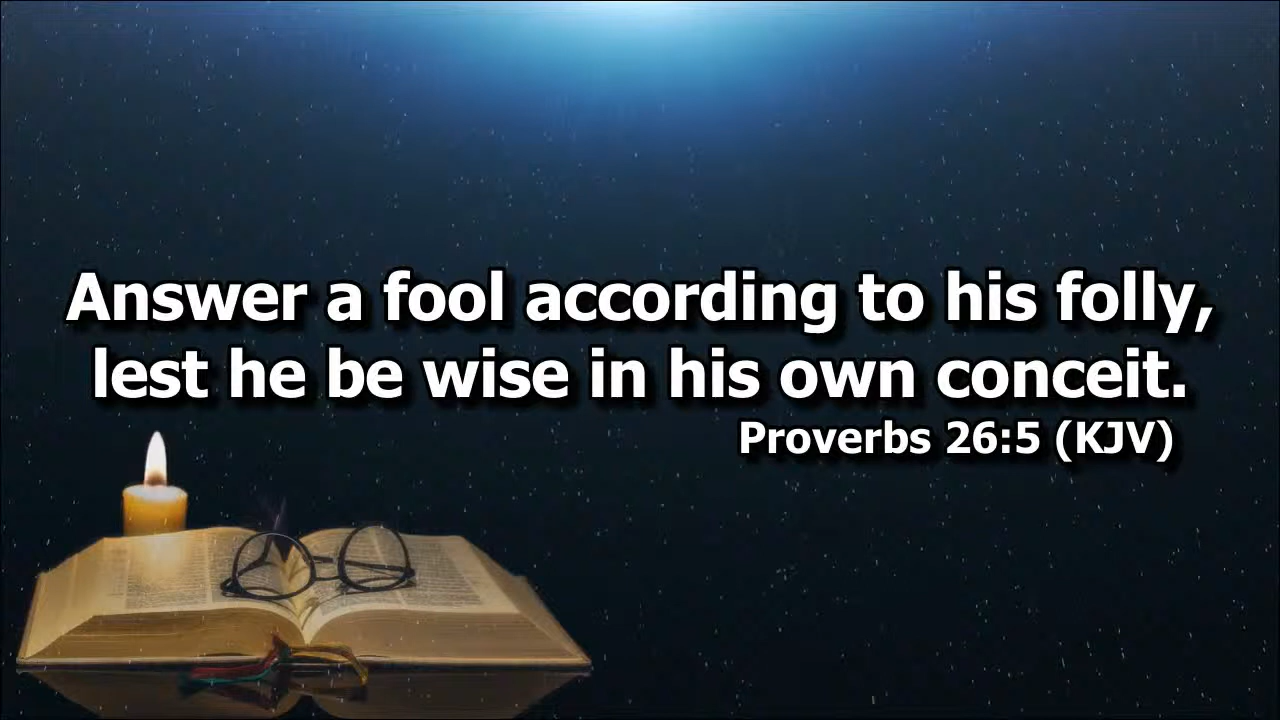 Answer a fool according to his folly,
lest he be wise in his own conceit.
Proverbs 26:5 (KJV)